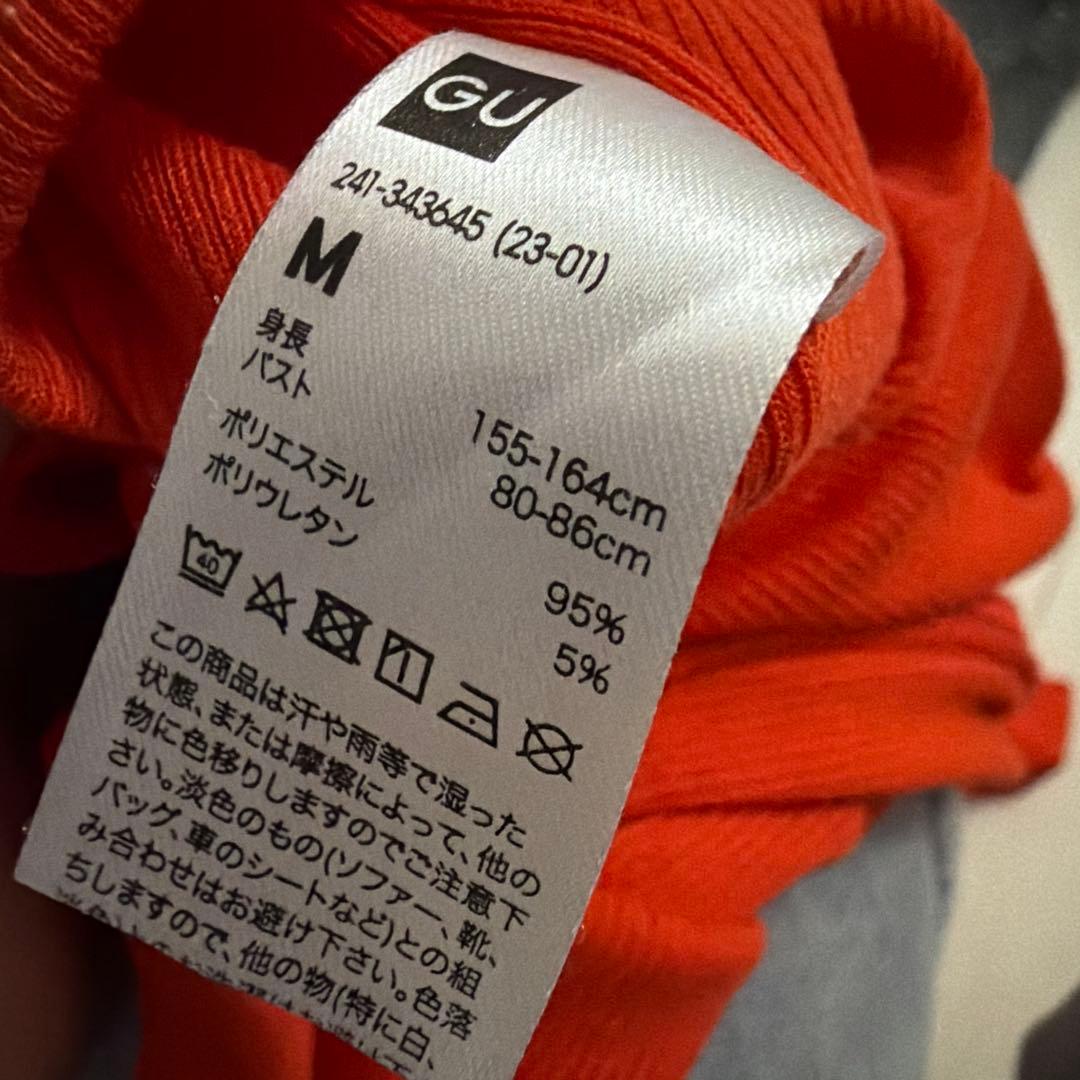 GU
241-343645 (23-01)
M
身長 155-164cm
バスト 80-86cm
ポリエステル 95%
ポリウレタン 5%
40
この商品は汗や雨等で湿った
状態、または摩擦によって、他の
物に色移りしますのでご注意下
さい。淡色のもの(ソファー、靴、
バッグ、車のシートなど)との組
み合わせはお避け下さい。色落
ちしますので、他の物(特に白、